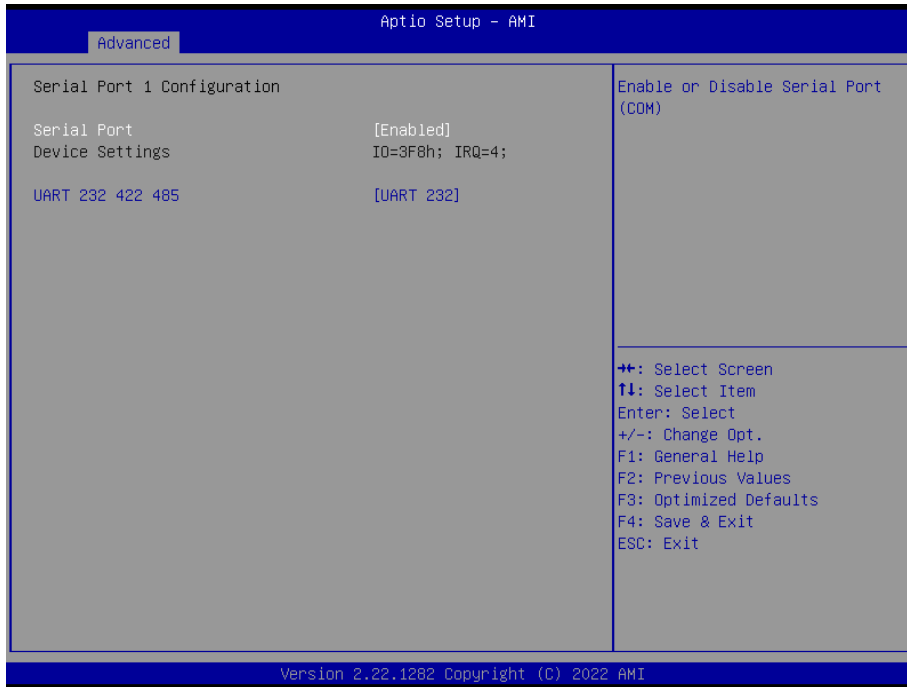 Aptio Setup - AMI
Advanced
Serial Port 1 Configuration
Serial Port [Enabled]
Device Settings IO=3F8h; IRQ=4;
UART 232 422 485 [UART 232]
Enable or Disable Serial Port
(COM)
→←: Select Screen
↑↓: Select Item
Enter: Select
+/-: Change Opt.
F1: General Help
F2: Previous Values
F3: Optimized Defaults
F4: Save & Exit
ESC: Exit
Version 2.22.1282 Copyright (C) 2022 AMI